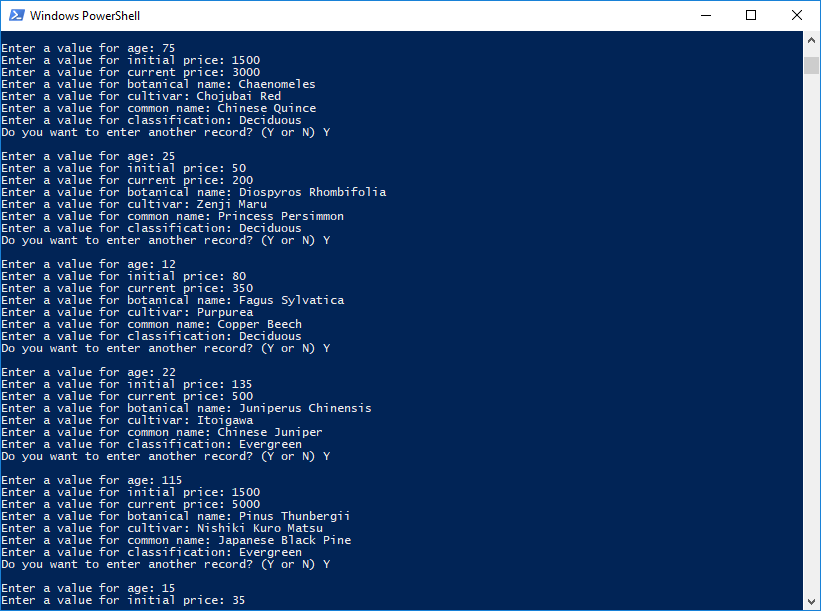 Windows PowerShell
Enter a value for age: 75
Enter a value for initial price: 1500
Enter a value for current price: 3000
Enter a value for botanical name: Chaenomeles
Enter a value for cultivar: Chojubai Red
Enter a value for common name: Chinese Quince
Enter a value for classification: Deciduous
Do you want to enter another record? (Y or N) Y
Enter a value for age: 25
Enter a value for initial price: 50
Enter a value for current price: 200
Enter a value for botanical name: Diospyros Rhombifolia
Enter a value for cultivar: Zenji Maru
Enter a value for common name: Princess Persimmon
Enter a value for classification: Deciduous
Do you want to enter another record? (Y or N) Y
Enter a value for age: 12
Enter a value for initial price: 80
Enter a value for current price: 350
Enter a value for botanical name: Fagus Sylvatica
Enter a value for cultivar: Purpurea
Enter a value for common name: Copper Beech
Enter a value for classification: Deciduous
Do you want to enter another record? (Y or N) Y
Enter a value for age: 22
Enter a value for initial price: 135
Enter a value for current price: 500
Enter a value for botanical name: Juniperus Chinensis
Enter a value for cultivar: Itoigawa
Enter a value for common name: Chinese Juniper
Enter a value for classification: Evergreen
Do you want to enter another record? (Y or N) Y
Enter a value for age: 115
Enter a value for initial price: 1500
Enter a value for current price: 5000
Enter a value for botanical name: Pinus Thunbergii
Enter a value for cultivar: Nishiki Kuro Matsu
Enter a value for common name: Japanese Black Pine
Enter a value for classification: Evergreen
Do you want to enter another record? (Y or N) Y
Enter a value for age: 15
Enter a value for initial price: 35